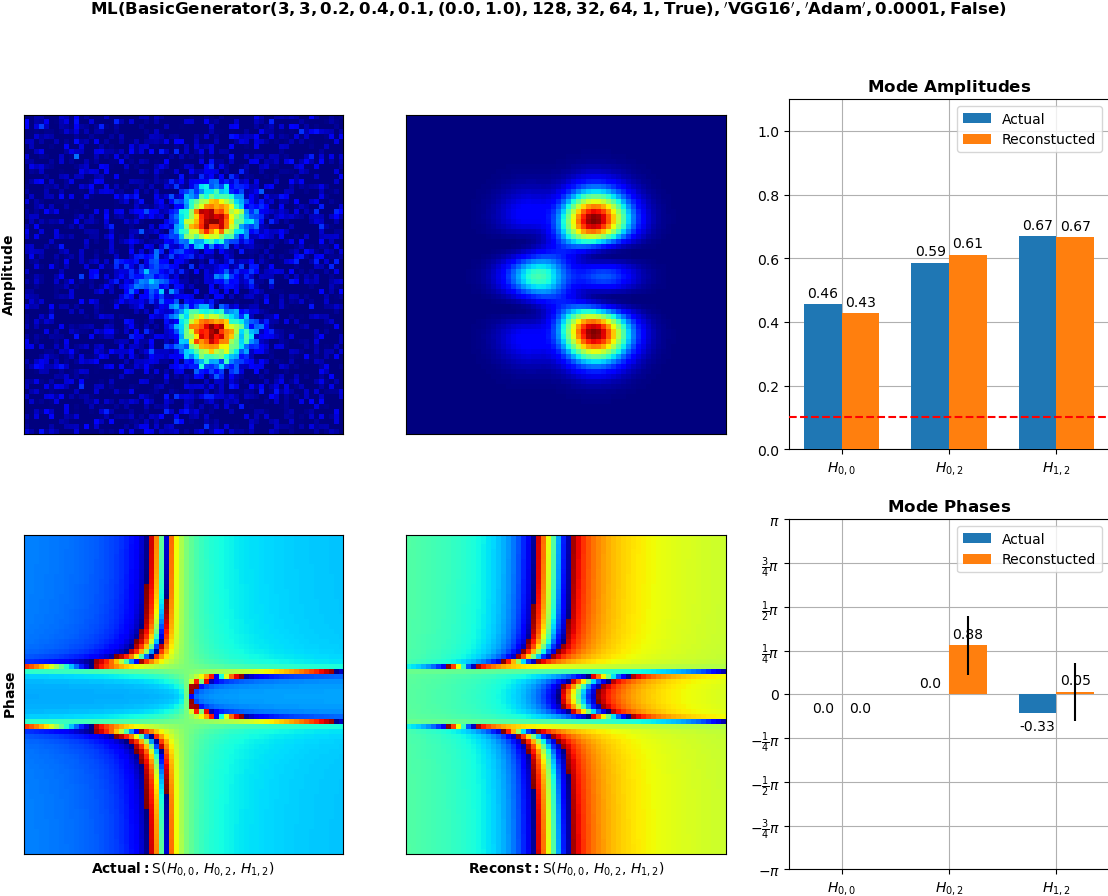 ML(BasicGenerator(3, 3, 0.2, 0.4, 0.1, (0.0, 1.0), 128, 32, 64, 1, True), ′VGG16′, ′Adam′, 0.0001, False)
Mode Amplitudes
Amplitude
1.0
0.8
0.6
0.4
0.2
0.0
Actual
Reconstucted
0.46
0.43
0.59
0.61
0.67
0.67
H0,0
H0,2
H1,2
Mode Phases
Phase
π
3/4π
1/2π
1/4π
0
−1/4π
−1/2π
−3/4π
−π
Actual
Reconstucted
0.0
0.0
0.0
0.88
-0.33
0.05
H0,0
H0,2
H1,2
Actual: S(H0,0, H0,2, H1,2)
Reconst: S(H0,0, H0,2, H1,2)